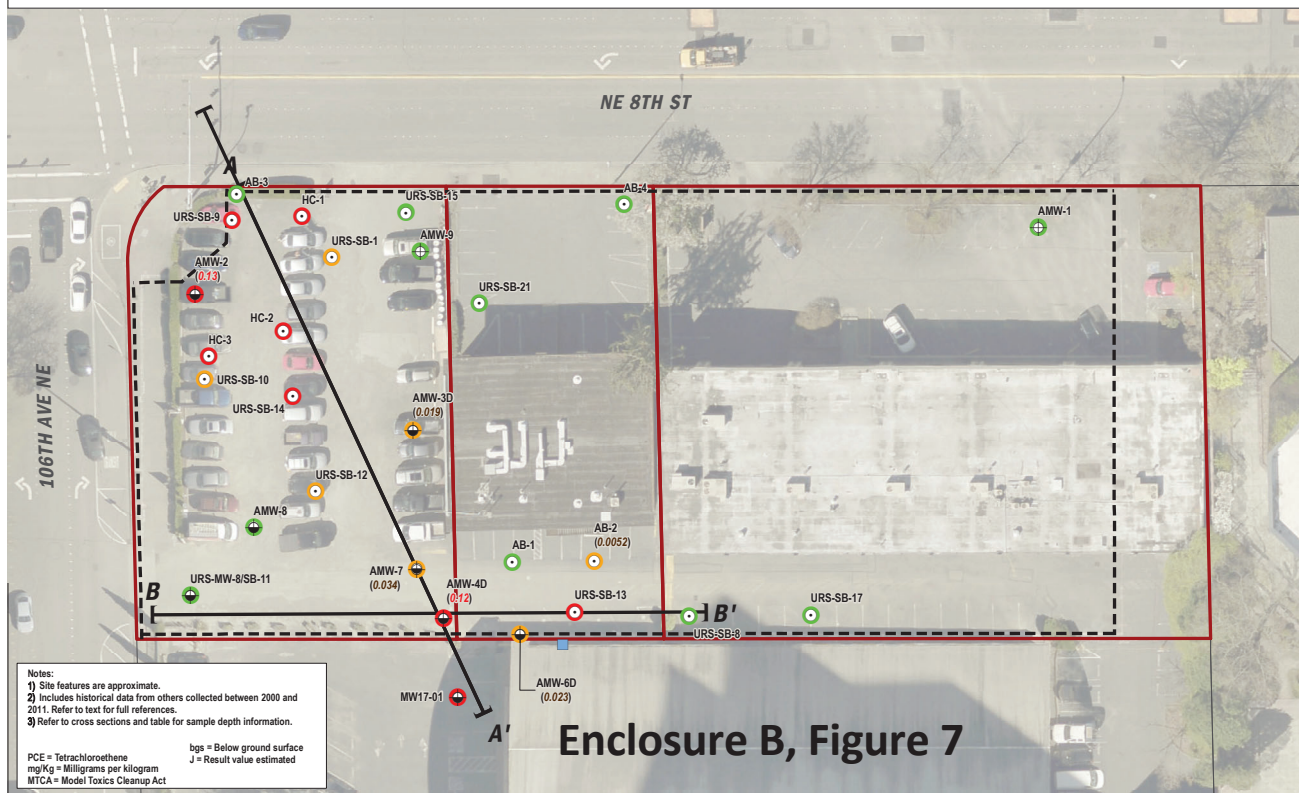 NE 8TH ST
A
AB-3
HC-1
URS-SB-15
AB-4
URS-SB-9
AMW-1
URS-SB-1
AMW-9
AMW-2
(0.13)
URS-SB-21
HC-2
HC-3
URS-SB-10
URS-SB-14
AMW-3D
(0.019)
106TH AVE NE
URS-SB-12
AMW-8
AB-1
AB-2
(0.0052)
AMW-7
(0.034)
URS-MW-8/SB-11
AMW-4D
(0.12)
URS-SB-13
URS-SB-17
B
B'
URS-SB-8
MW17-01
AMW-6D
(0.023)
A'
Enclosure B, Figure 7
Notes:
1) Site features are approximate.
2) Includes historical data from others collected between 2000 and
2011. Refer to text for full references.
3) Refer to cross sections and table for sample depth information.
bgs = Below ground surface
PCE = Tetrachloroethene
J = Result value estimated
mg/Kg = Milligrams per kilogram
MTCA = Model Toxics Cleanup Act